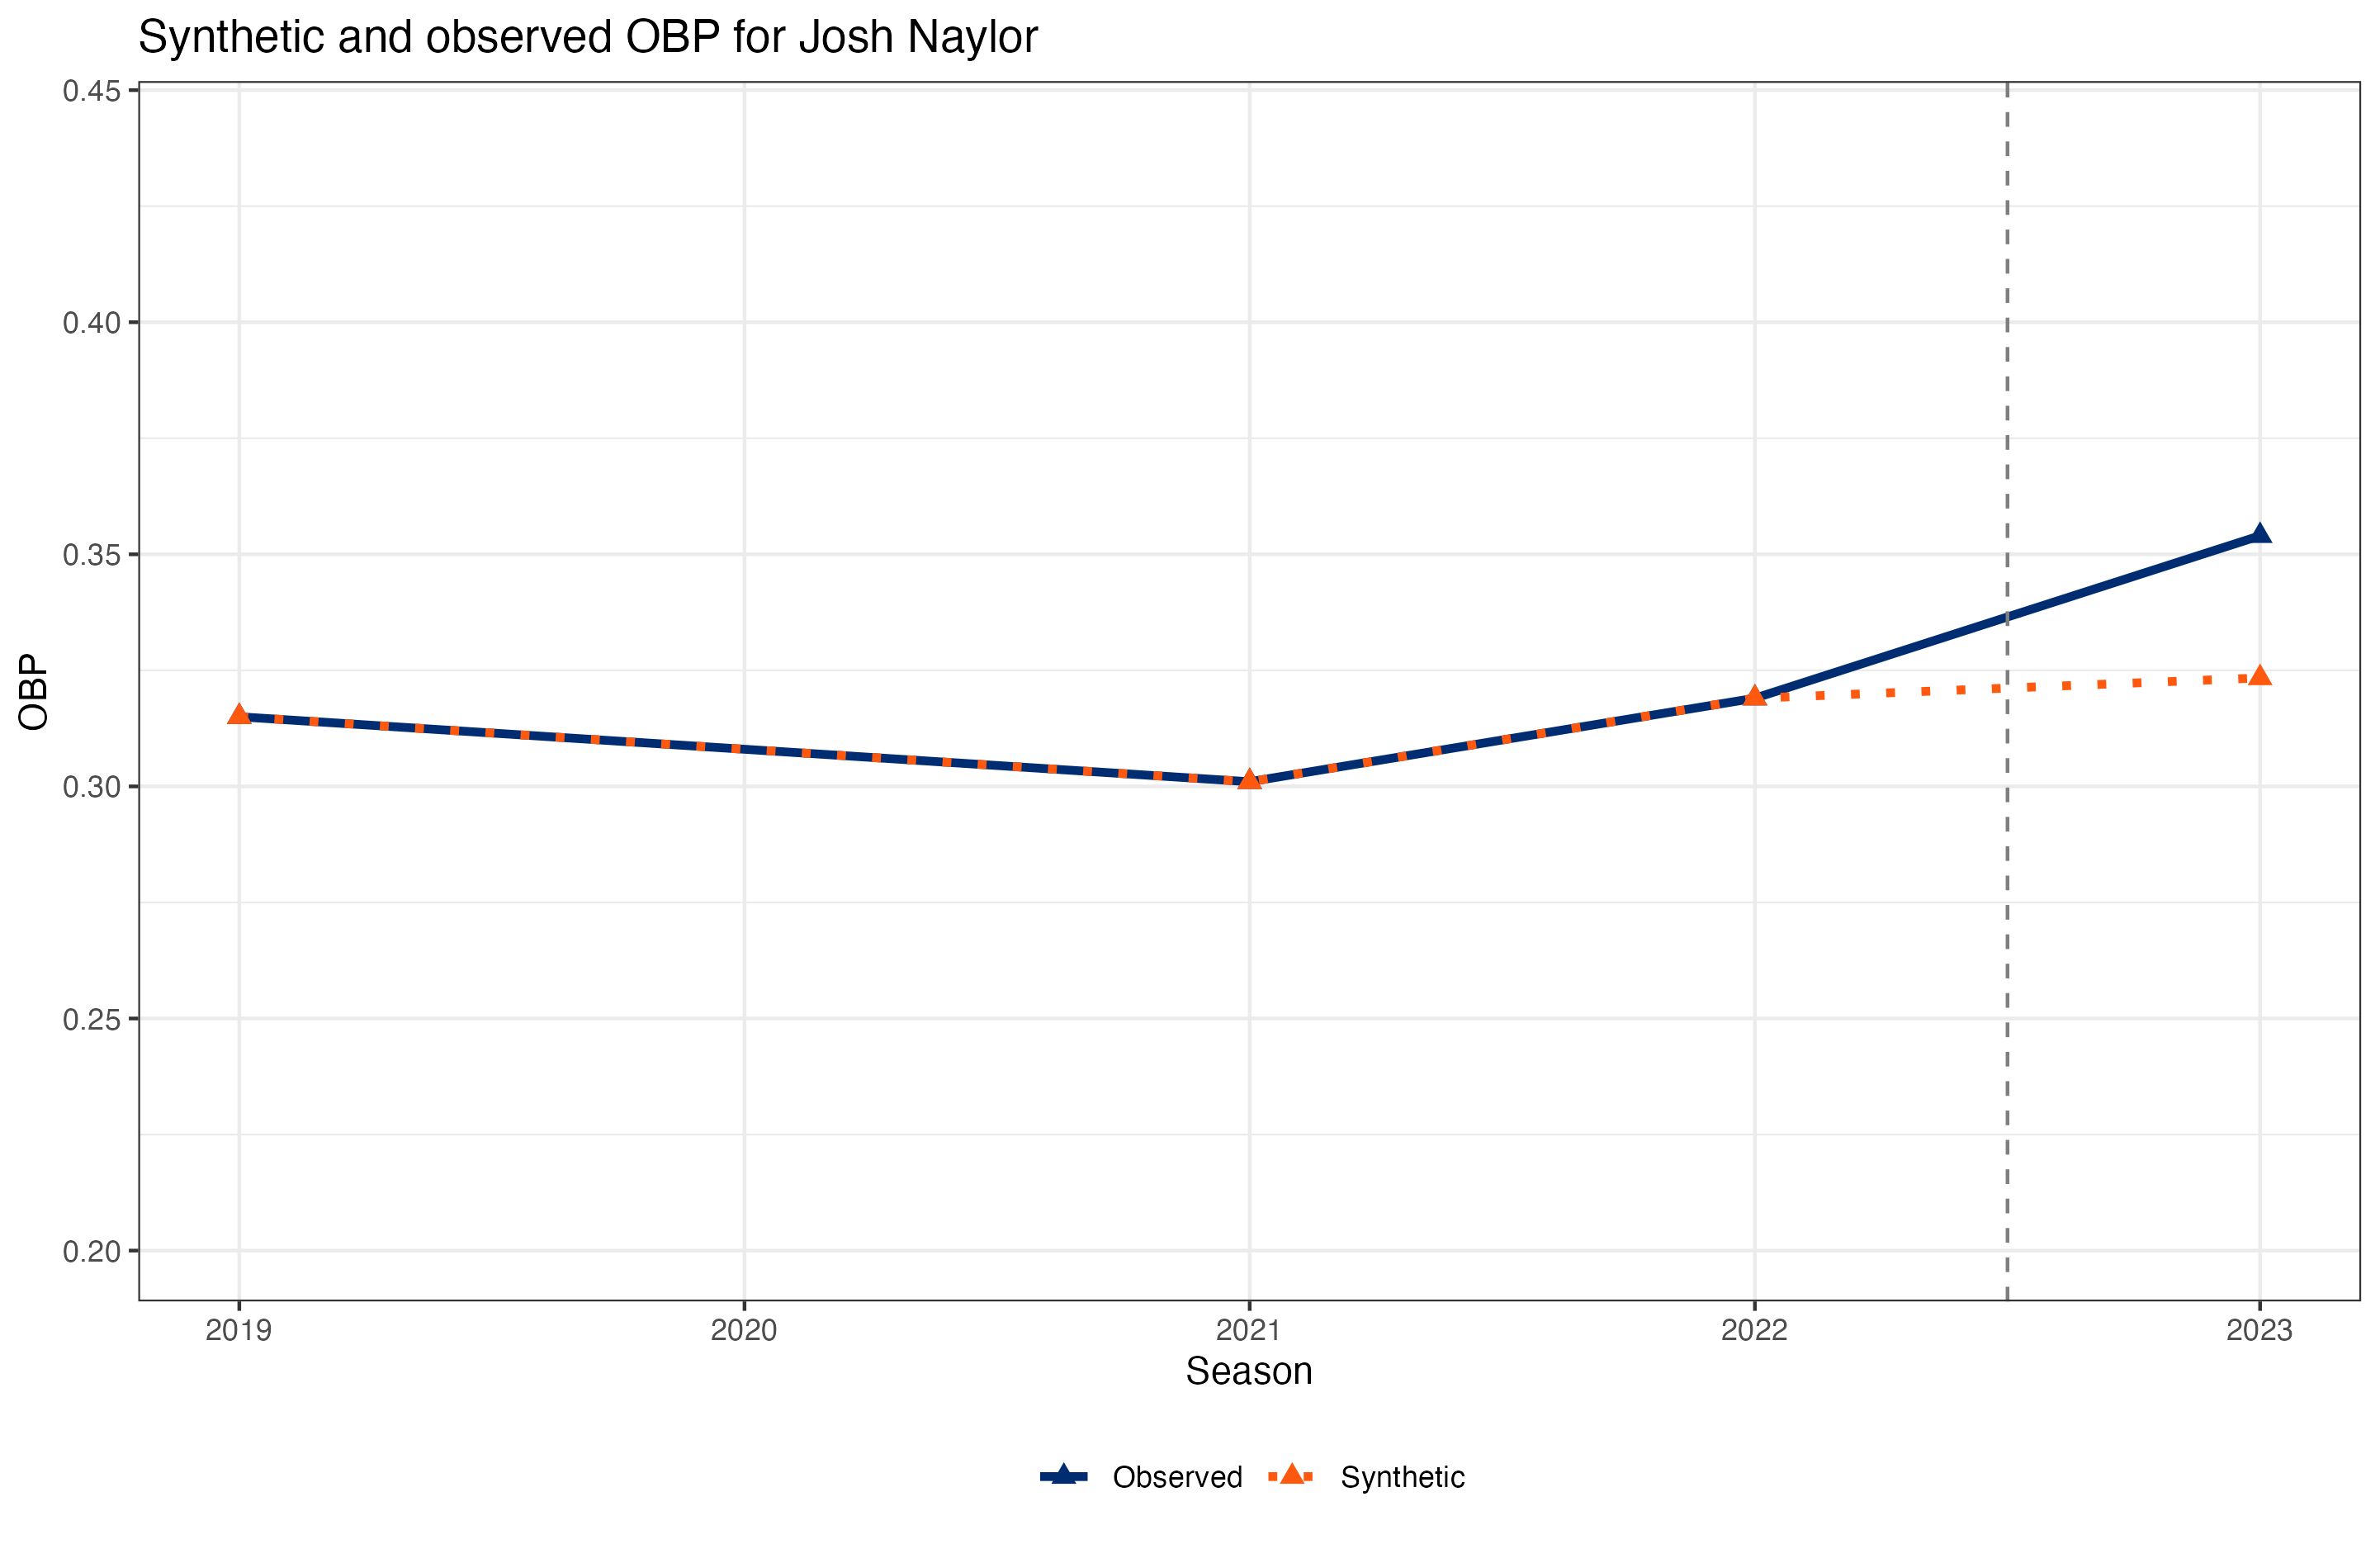 Synthetic and observed OBP for Josh Naylor
0.45
0.40
0.35
0.30
0.25
0.20
OBP
2019 2020 2021 2022 2023
Season
Observed Synthetic